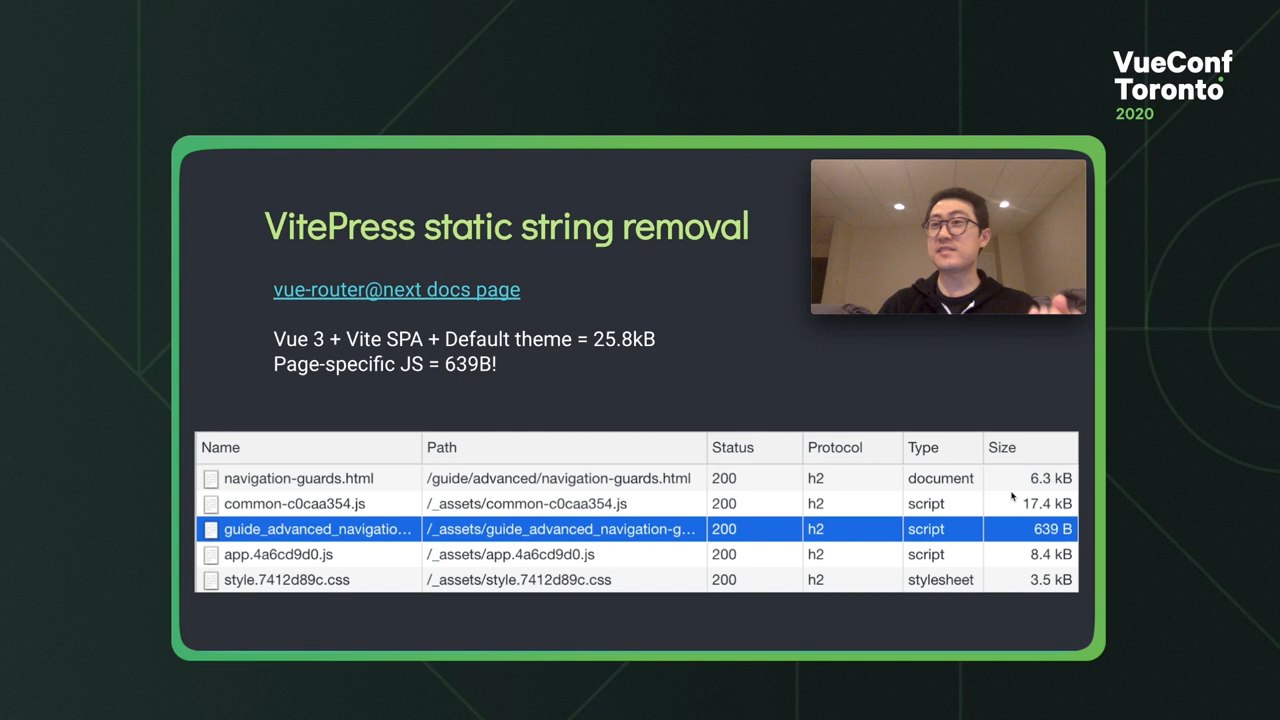 VueConf
Toronto
2020
VitePress static string removal
vue-router@next docs page
Vue 3 + Vite SPA + Default theme = 25.8kB
Page-specific JS = 639B!
Name Path Status Protocol Type Size
navigation-guards.html /guide/advanced/navigation-guards.html 200 h2 document 6.3 kB
common-c0caa354.js /_assets/common-c0caa354.js 200 h2 script 17.4 kB
guide_advanced_navigatio… /_assets/guide_advanced_navigation-g… 200 h2 script 639 B
app.4a6cd9d0.js /_assets/app.4a6cd9d0.js 200 h2 script 8.4 kB
style.7412d89c.css /_assets/style.7412d89c.css 200 h2 stylesheet 3.5 kB